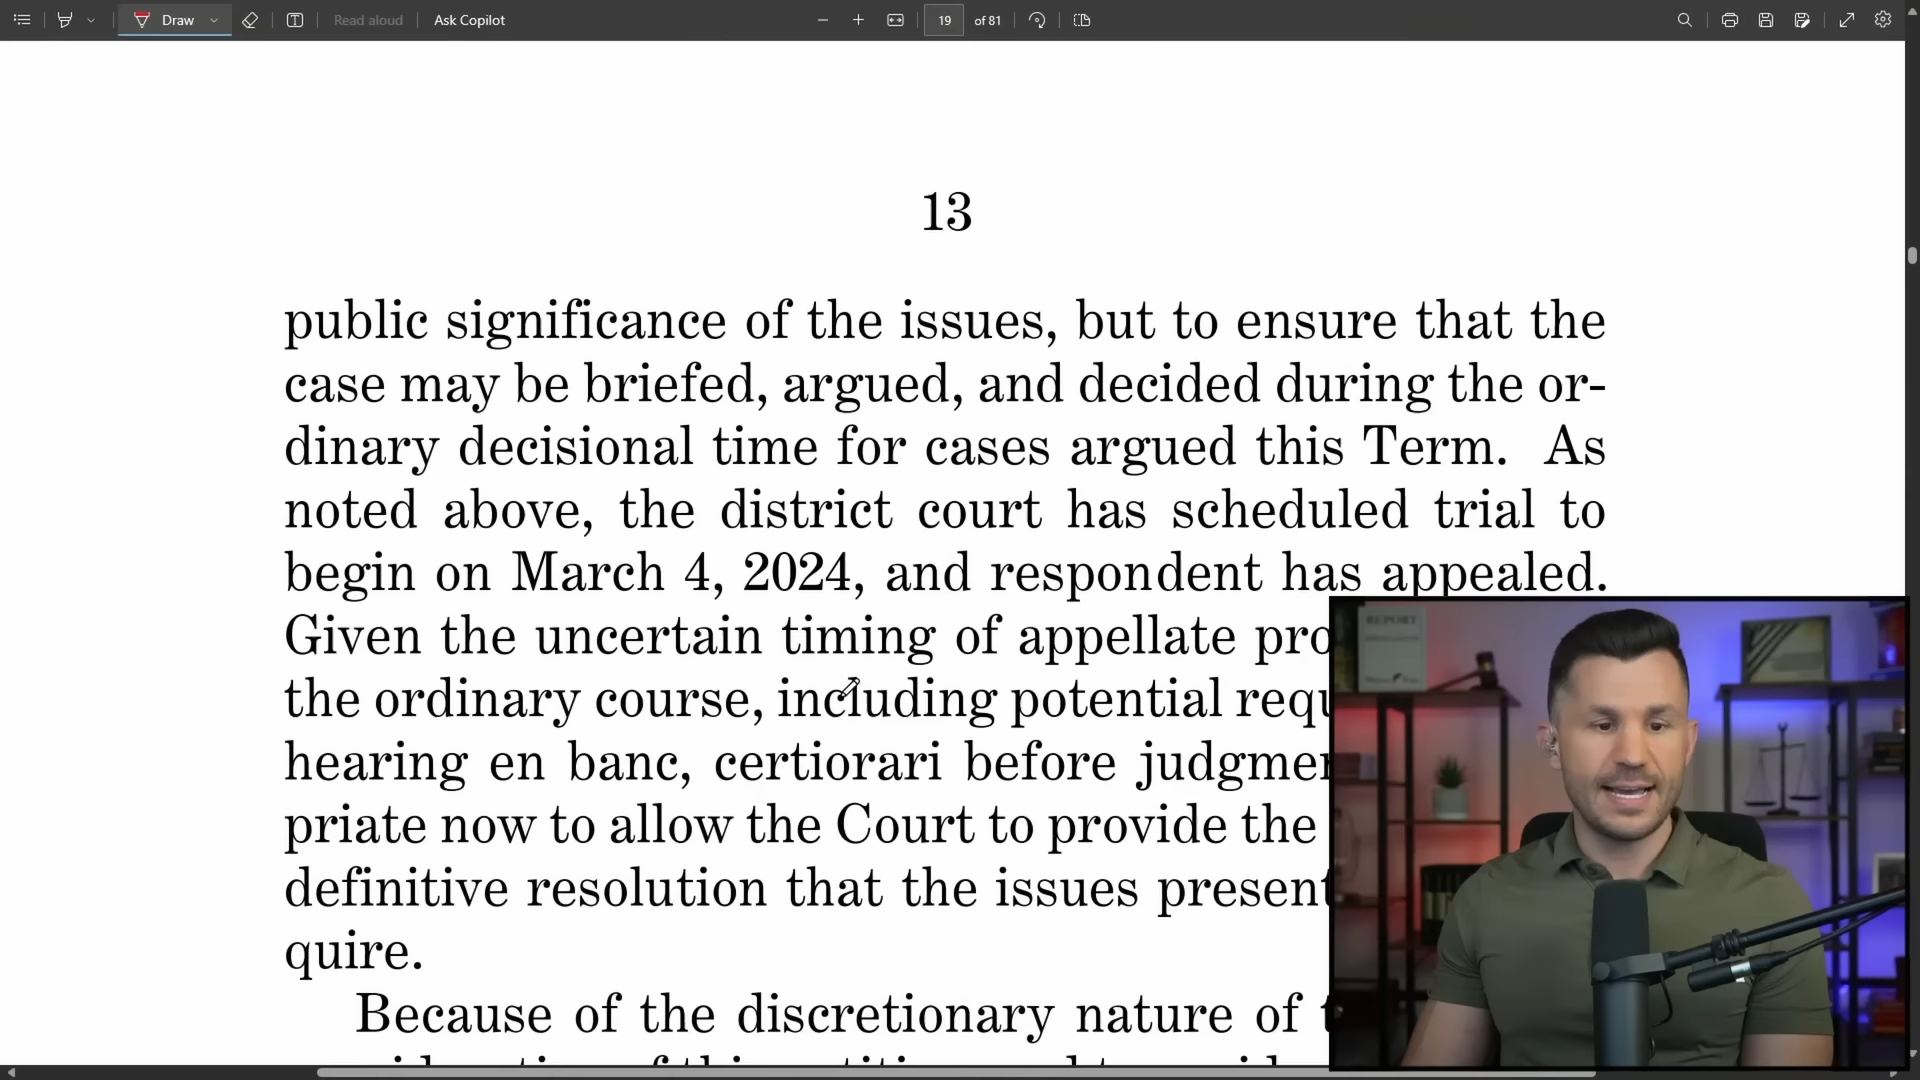 Draw
Read aloud
Ask Copilot
19 of 81
13
public significance of the issues, but to ensure that the
case may be briefed, argued, and decided during the or-
dinary decisional time for cases argued this Term. As
noted above, the district court has scheduled trial to
begin on March 4, 2024, and respondent has appealed.
Given the uncertain timing of appellate pro
the ordinary course, including potential requ
hearing en banc, certiorari before judgmen
priate now to allow the Court to provide the
definitive resolution that the issues present
quire.
Because of the discretionary nature of t
REPORT